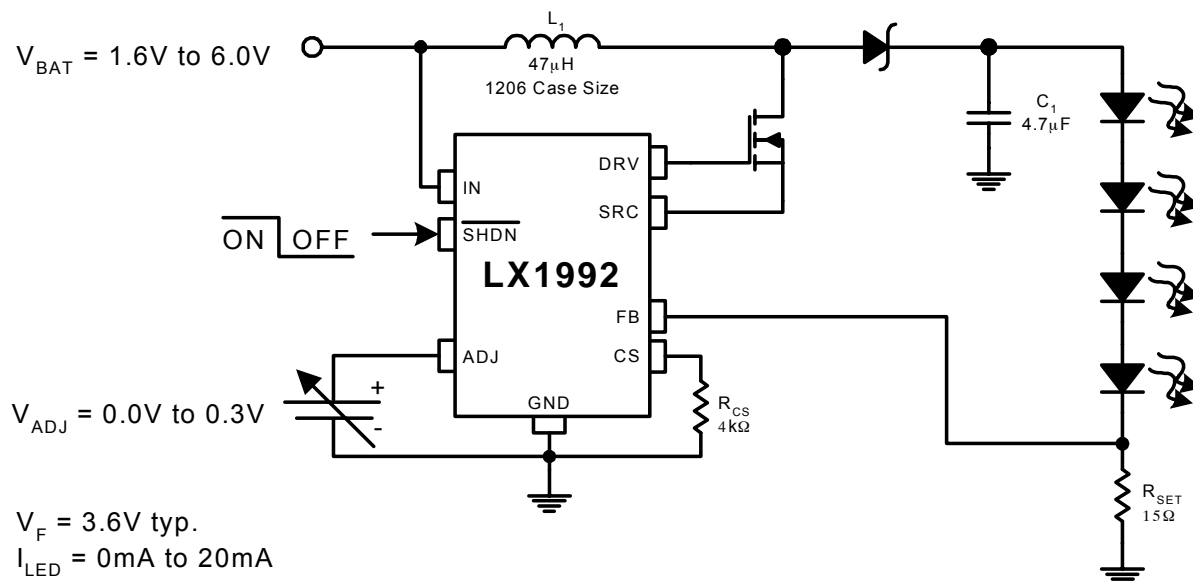 V_BAT = 1.6V to 6.0V
L_1
47µH
1206 Case Size
C_1
4.7µF
DRV
IN
SRC
ON OFF
SHDN
LX1992
FB
ADJ
CS
+
-
GND
R_CS
4kΩ
V_ADJ = 0.0V to 0.3V
R_SET
15Ω
V_F = 3.6V typ.
I_LED = 0mA to 20mA